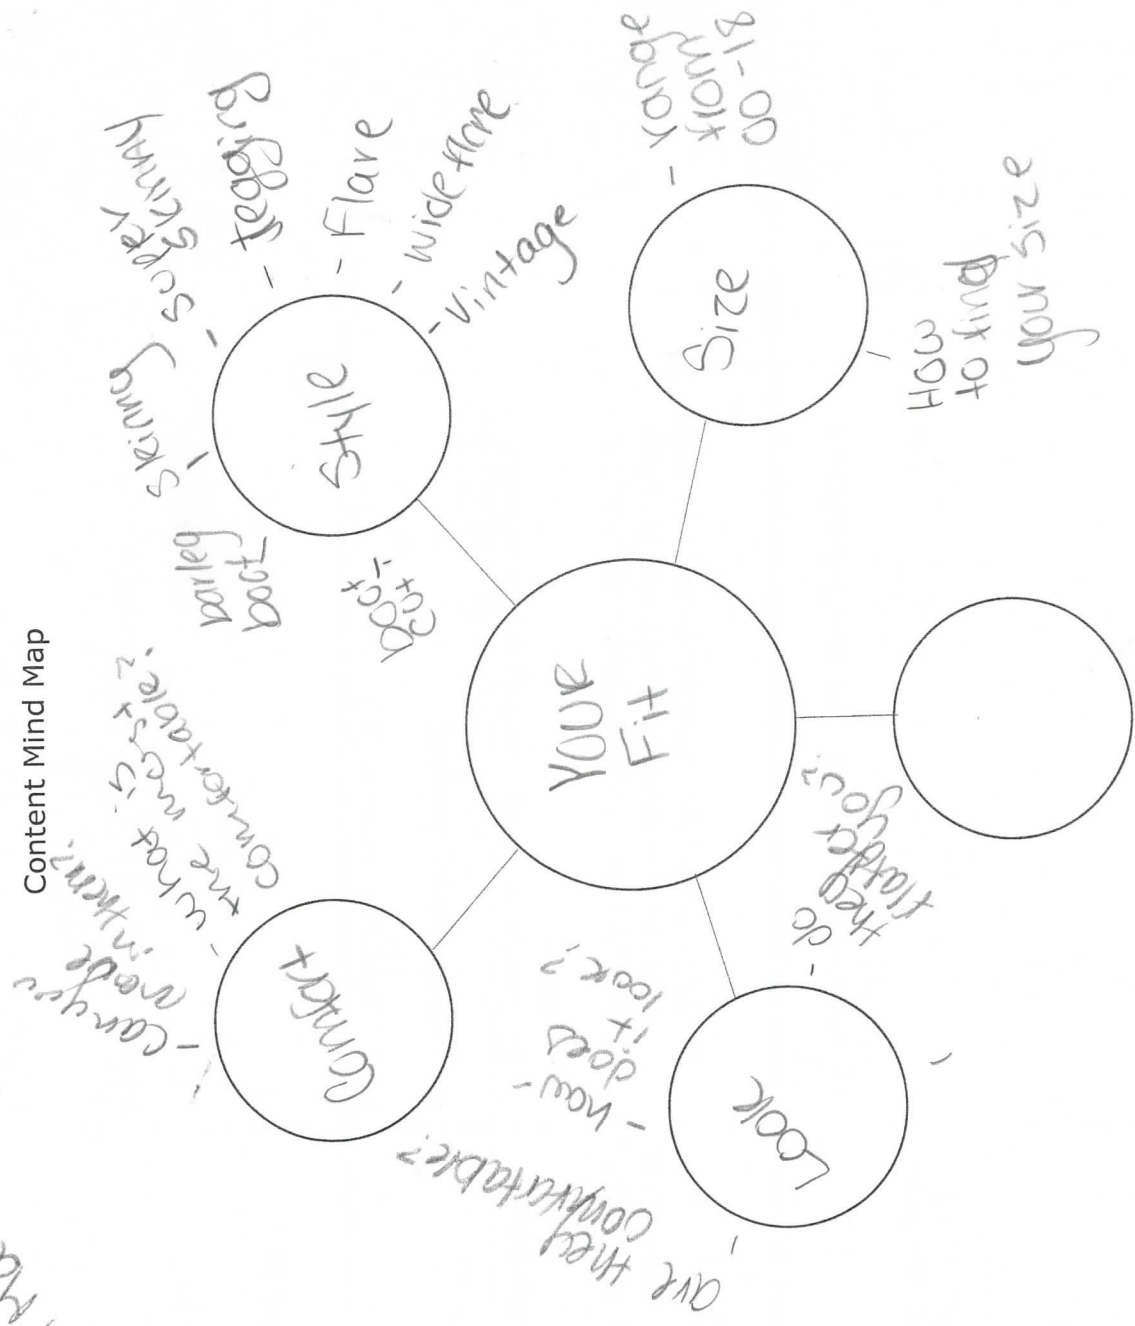 Content Mind Map
YOUR
Fit
Comfort
- can you
move in them?
- what is
the most
comfortable?
Style
boot
cut -
barley
boot -
- Skinny
- super
skinny
- jegging
- Flare
- wide flare
- vintage
Size
- range
from
00-18
- How
to find
your size
Look
- how
does
it look?
- do
they
flatter
you?
- are they
comfortable?